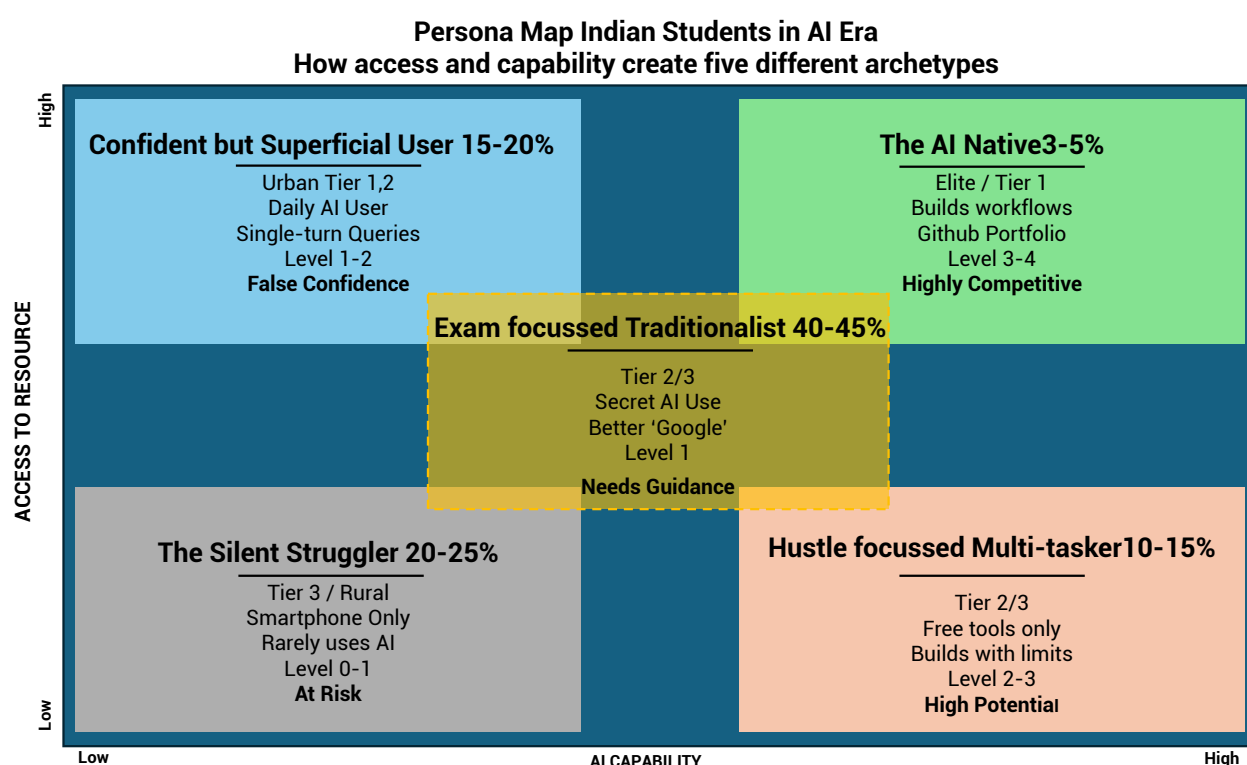 Persona Map Indian Students in AI Era
How access and capability create five different archetypes
High
ACCESS TO RESOURCE
Low
Confident but Superficial User 15-20%
Urban Tier 1,2
Daily AI User
Single-turn Queries
Level 1-2
False Confidence
The AI Native3-5%
Elite / Tier 1
Builds workflows
Github Portfolio
Level 3-4
Highly Competitive
Exam focussed Traditionalist 40-45%
Tier 2/3
Secret AI Use
Better ‘Google’
Level 1
Needs Guidance
The Silent Struggler 20-25%
Tier 3 / Rural
Smartphone Only
Rarely uses AI
Level 0-1
At Risk
Hustle focussed Multi-tasker10-15%
Tier 2/3
Free tools only
Builds with limits
Level 2-3
High Potential
Low
AI CAPABILITY
High